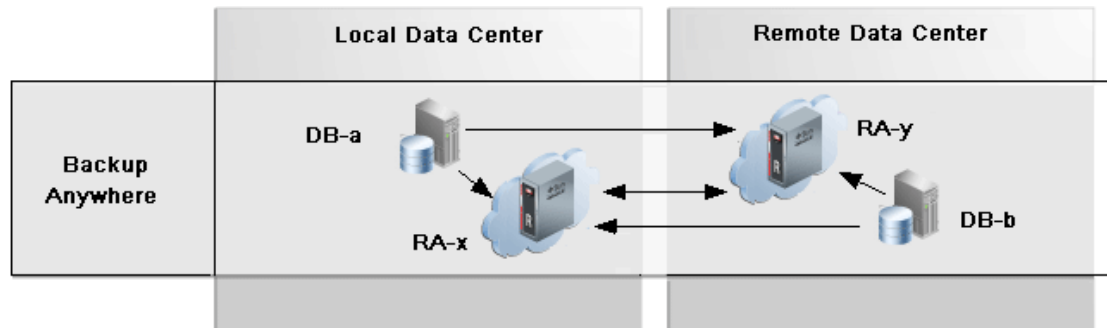 Local Data Center
Remote Data Center
DB-a
RA-y
Backup
Anywhere
R
R
RA-x
DB-b